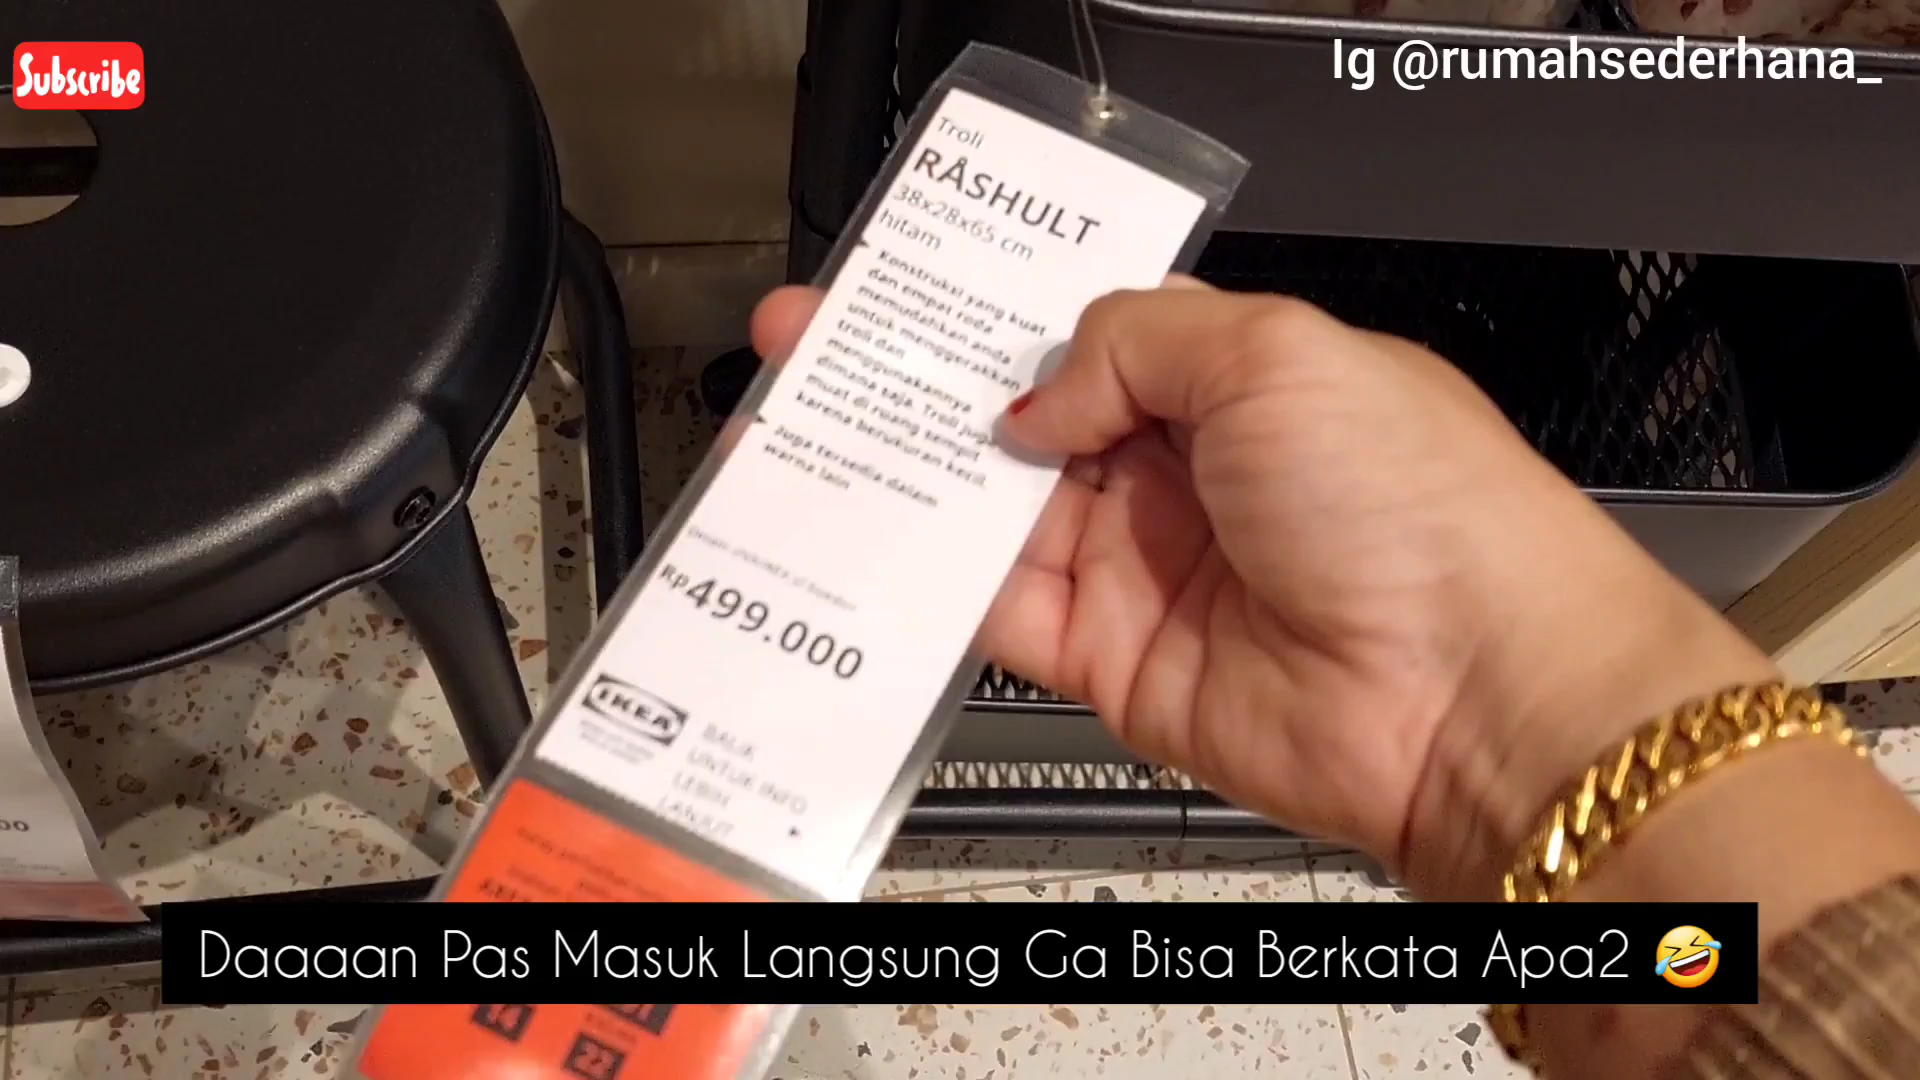 Subscribe
Ig @rumahsederhana_
Troli
RÅSHULT
38x28x65 cm
hitam
Konstruksi yang kuat
dan empat roda
memudahkan anda
untuk menggerakkan
troli dan
menggunakannya
dimana saja. Troli juga
muat di ruang sempit
karena berukuran kecil.
Juga tersedia dalam
warna lain
Rp499.000
IKEA
BALIK
UNTUK INFO
LEBIH
LANJUT
Daaaan Pas Masuk Langsung Ga Bisa Berkata Apa2 🤣